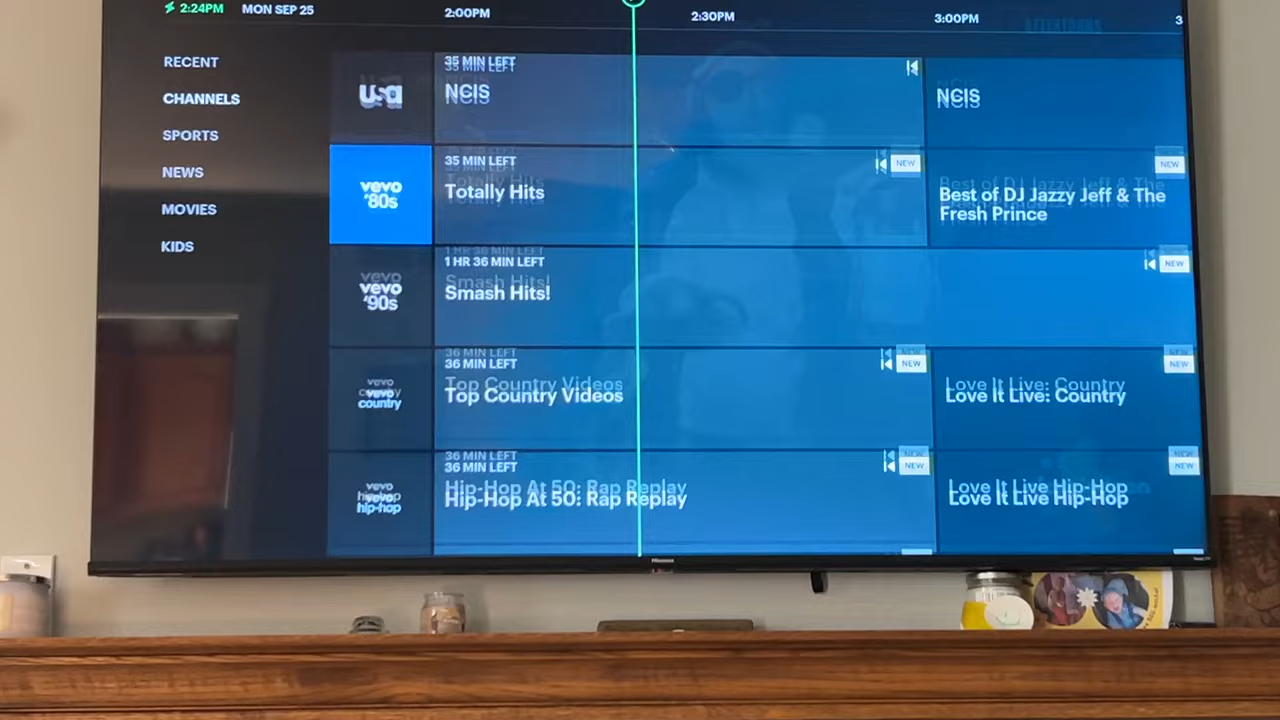 2:24PM MON SEP 25
2:00PM 2:30PM 3:00PM 3
RECENT
CHANNELS
SPORTS
NEWS
MOVIES
KIDS
usa
35 MIN LEFT
NCIS
NCIS
vevo
'80s
35 MIN LEFT
Totally Hits
NEW
NEW
Best of DJ Jazzy Jeff & The
Fresh Prince
vevo
'90s
1 HR 36 MIN LEFT
Smash Hits!
NEW
vevo
country
36 MIN LEFT
Top Country Videos
NEW
NEW
Love It Live: Country
vevo
hip-hop
36 MIN LEFT
Hip-Hop At 50: Rap Replay
NEW
NEW
Love It Live Hip-Hop
Hisense